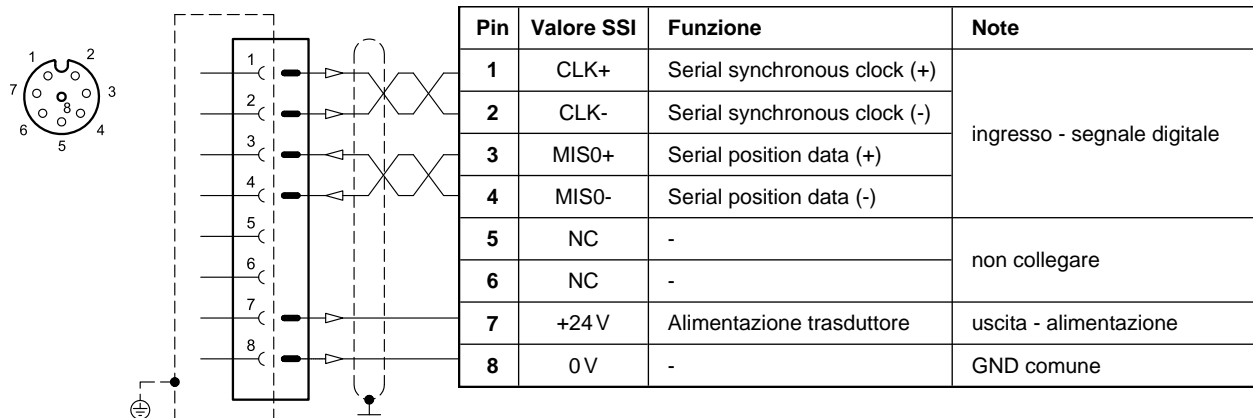 1 2
7 8 3
6 4
5
1
2
3
4
5
6
7
8
Pin Valore SSI Funzione Note
1 CLK+ Serial synchronous clock (+) ingresso - segnale digitale
2 CLK- Serial synchronous clock (-)
3 MIS0+ Serial position data (+)
4 MIS0- Serial position data (-)
5 NC - non collegare
6 NC -
7 +24 V Alimentazione trasduttore uscita - alimentazione
8 0 V - GND comune